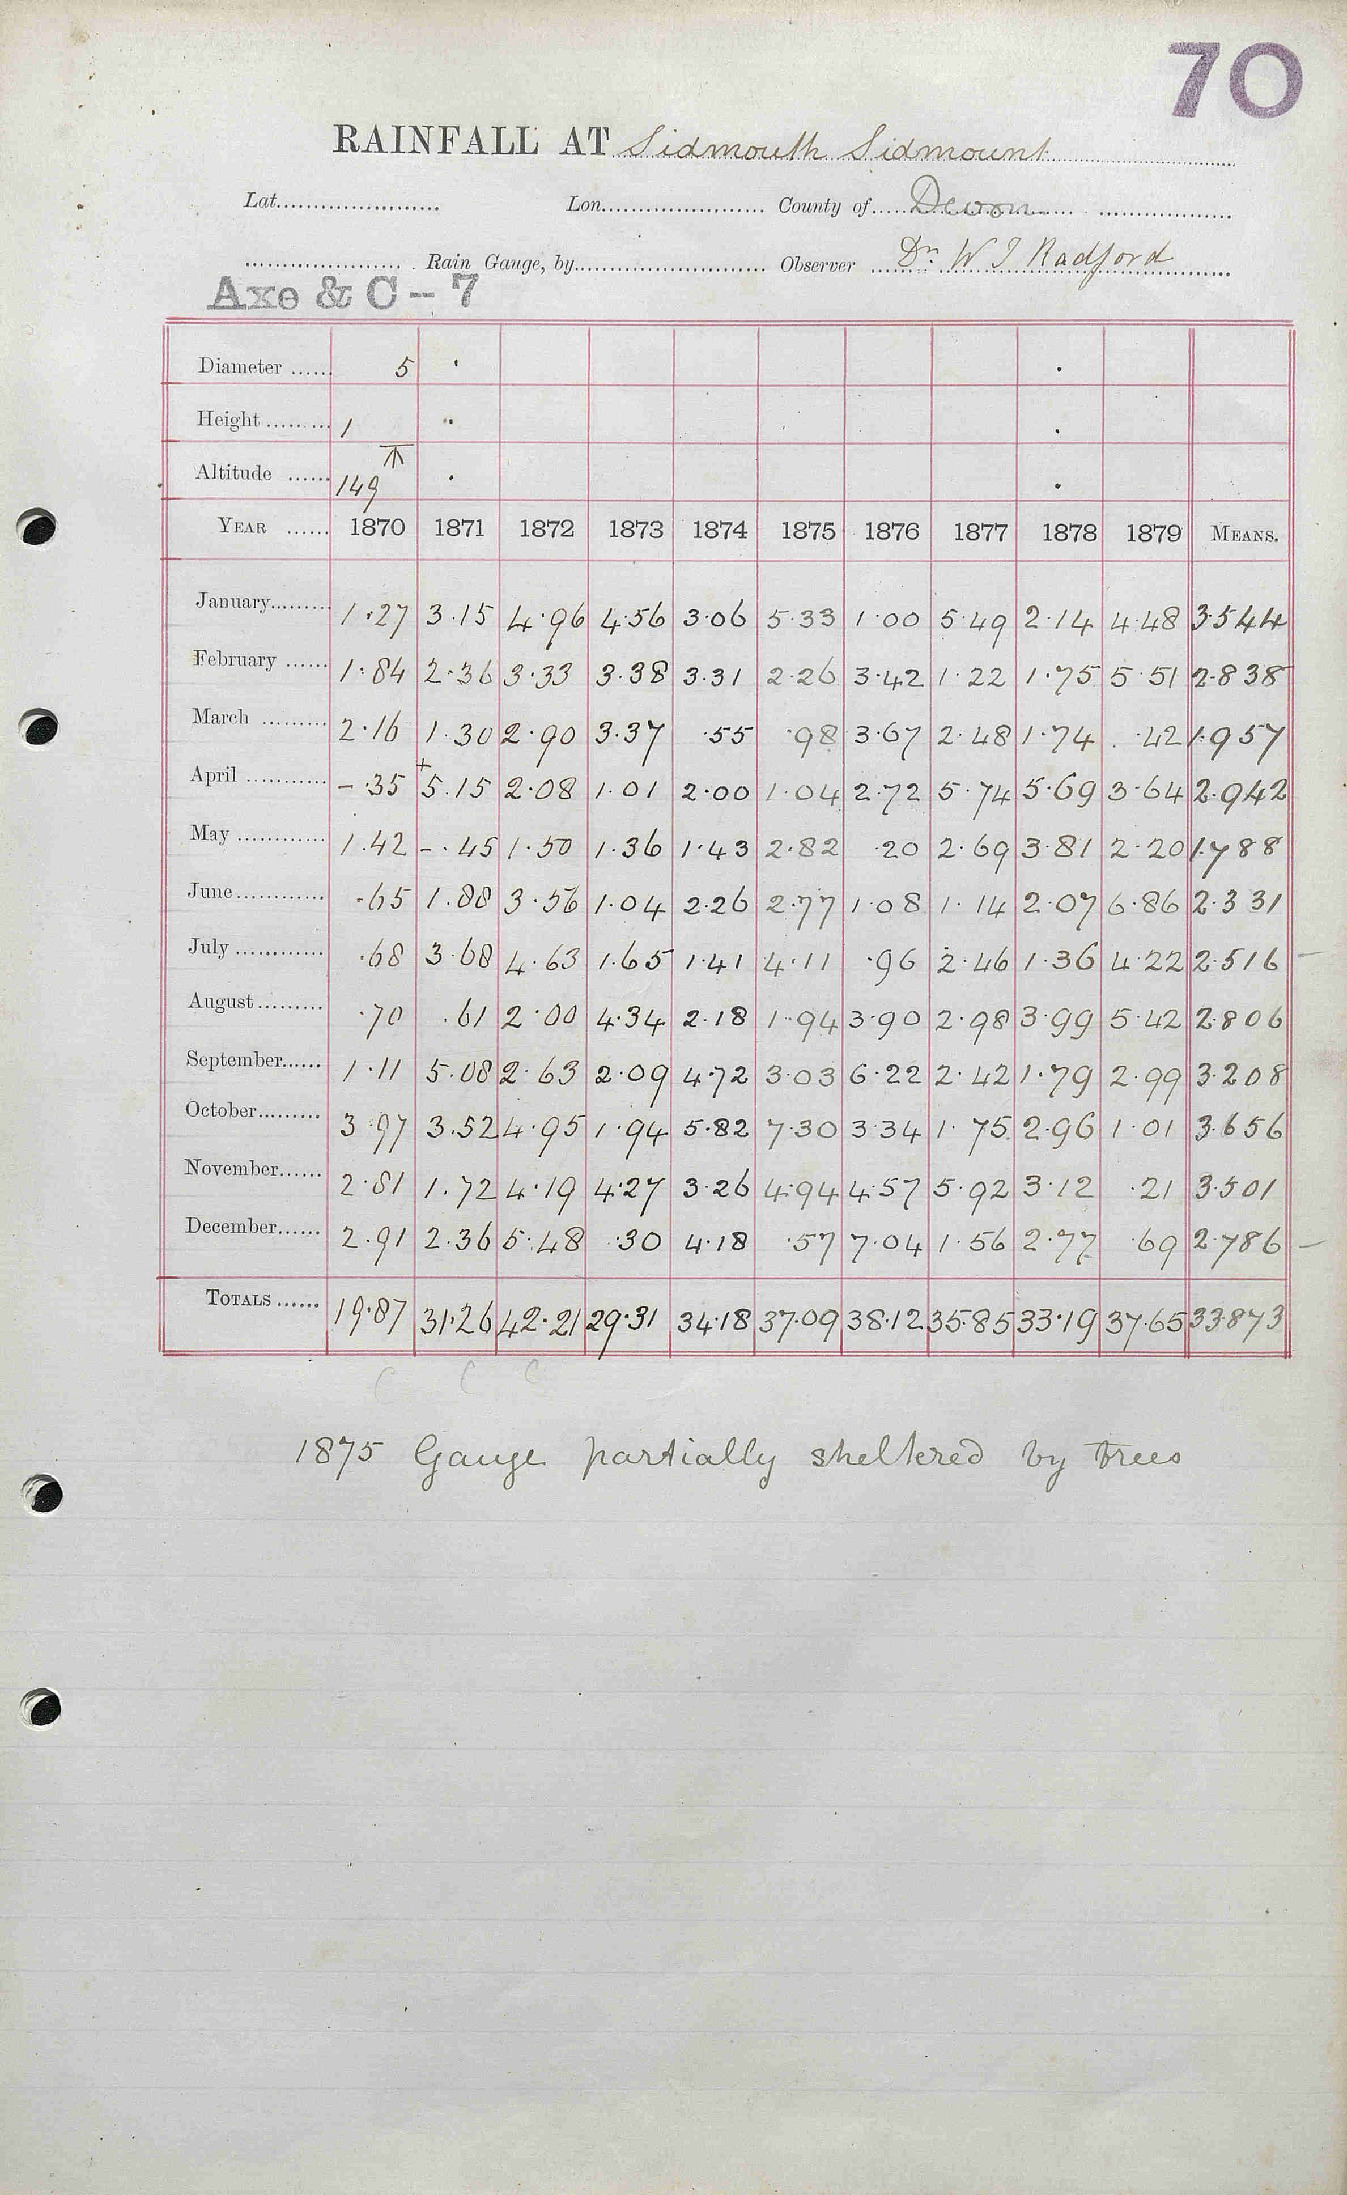 70
RAINFALL AT Sidmouth Sidmount
Lat. Lon. County of Devon
Rain Gauge, by Observer Dr. W J Radford
Axe & C – 7
Diameter 5
Height 1
Altitude 149
YEAR 1870 1871 1872 1873 1874 1875 1876 1877 1878 1879 MEANS.
January 1.27 3.15 4.96 4.56 3.06 5.33 1.00 5.49 2.14 4.48 3.544
February 1.84 2.36 3.33 3.38 3.31 2.26 3.42 1.22 1.75 5.51 2.838
March 2.16 1.30 2.90 3.37 .55 .98 3.67 2.48 1.74 .42 1.957
April – .35 +5.15 2.08 1.01 2.00 1.04 2.72 5.74 5.69 3.64 2.942
May 1.42 – .45 1.50 1.36 1.43 2.82 .20 2.69 3.81 2.20 1.788
June .65 1.88 3.56 1.04 2.26 2.77 1.08 1.14 2.07 6.86 2.331
July .68 3.68 4.63 1.65 1.41 4.11 .96 2.46 1.36 4.22 2.516
August .70 .61 2.00 4.34 2.18 1.94 3.90 2.98 3.99 5.42 2.806
September 1.11 5.08 2.63 2.09 4.72 3.03 6.22 2.42 1.79 2.99 3.208
October 3.97 3.52 4.95 1.94 5.82 7.30 3.34 1.75 2.96 1.01 3.656
November 2.81 1.72 4.19 4.27 3.26 4.94 4.57 5.92 3.12 .21 3.501
December 2.91 2.36 5.48 .30 4.18 .57 7.04 1.56 2.77 .69 2.786
TOTALS 19.87 31.26 42.21 29.31 34.18 37.09 38.12 35.85 33.19 37.65 33.873
C C C
1875 Gauge partially sheltered by trees